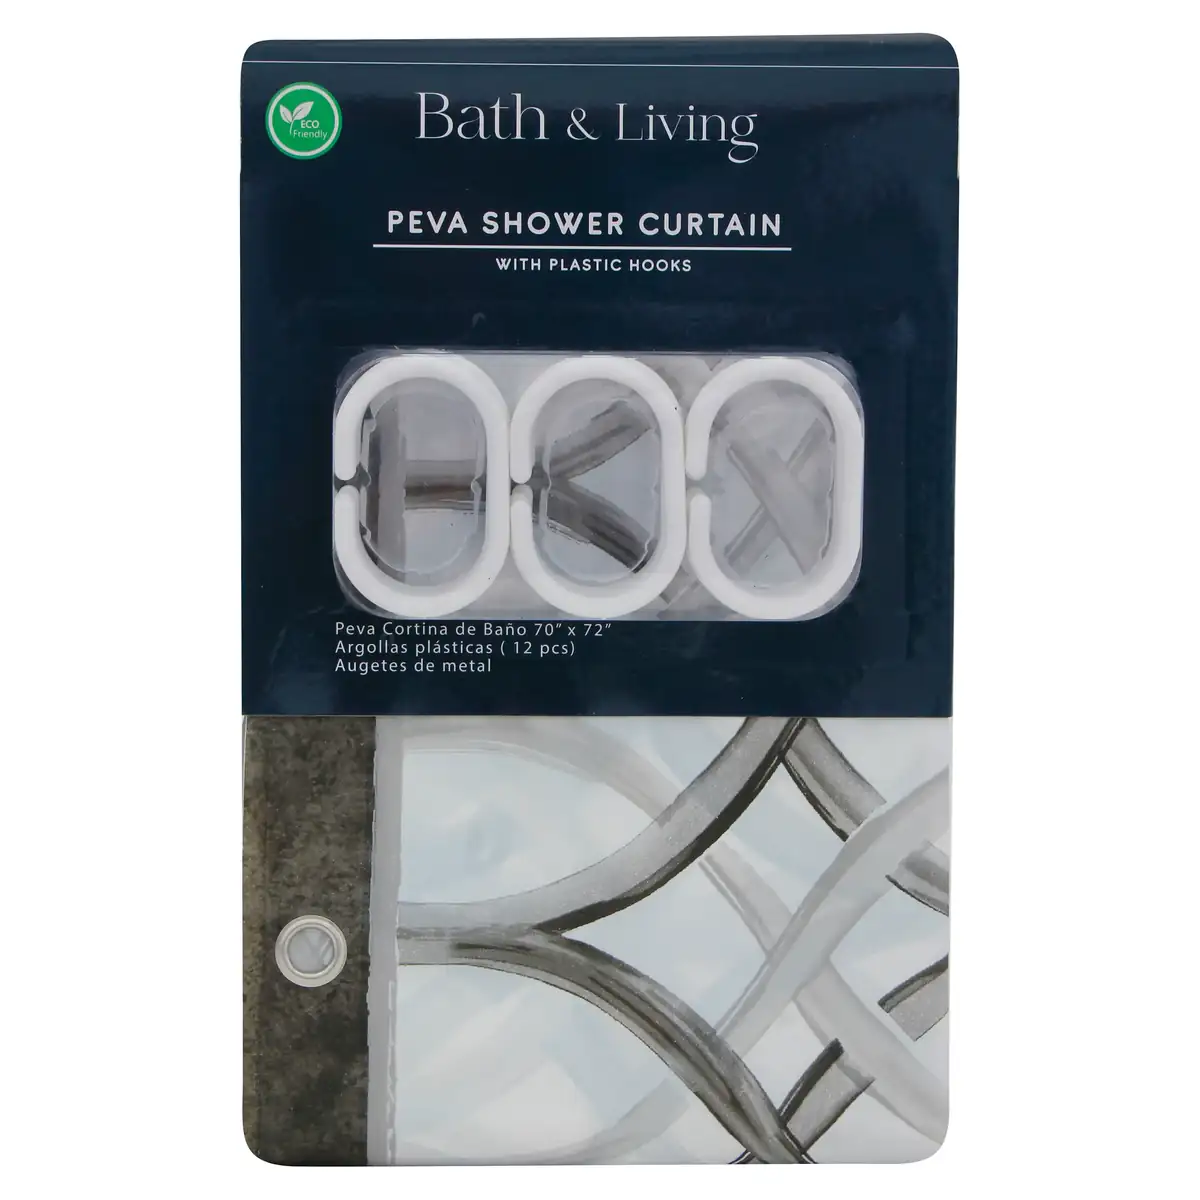 ECO
Friendly
Bath & Living
PEVA SHOWER CURTAIN
WITH PLASTIC HOOKS
Peva Cortina de Baño 70” x 72”
Argollas plásticas ( 12 pcs)
Augetes de metal